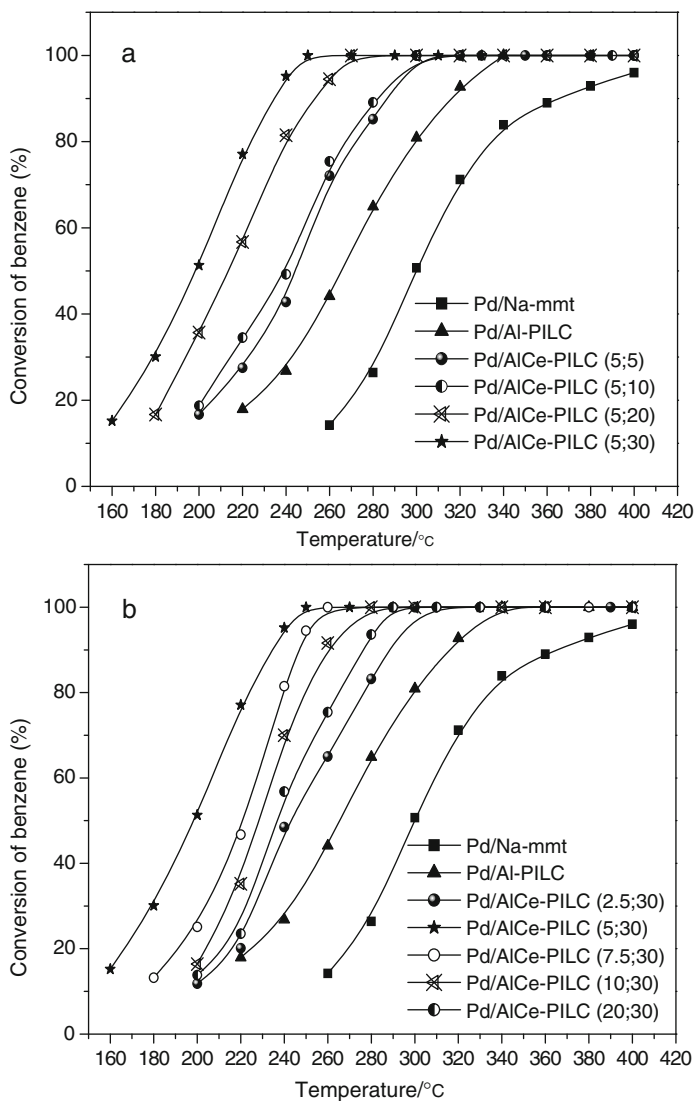 a
100
80
60
40
20
0
Conversion of benzene (%)
Pd/Na-mmt
Pd/Al-PILC
Pd/AlCe-PILC (5;5)
Pd/AlCe-PILC (5;10)
Pd/AlCe-PILC (5;20)
Pd/AlCe-PILC (5;30)
160 180 200 220 240 260 280 300 320 340 360 380 400 420
Temperature/°C
b
100
80
60
40
20
0
Conversion of benzene (%)
Pd/Na-mmt
Pd/Al-PILC
Pd/AlCe-PILC (2.5;30)
Pd/AlCe-PILC (5;30)
Pd/AlCe-PILC (7.5;30)
Pd/AlCe-PILC (10;30)
Pd/AlCe-PILC (20;30)
160 180 200 220 240 260 280 300 320 340 360 380 400 420
Temperature/°C